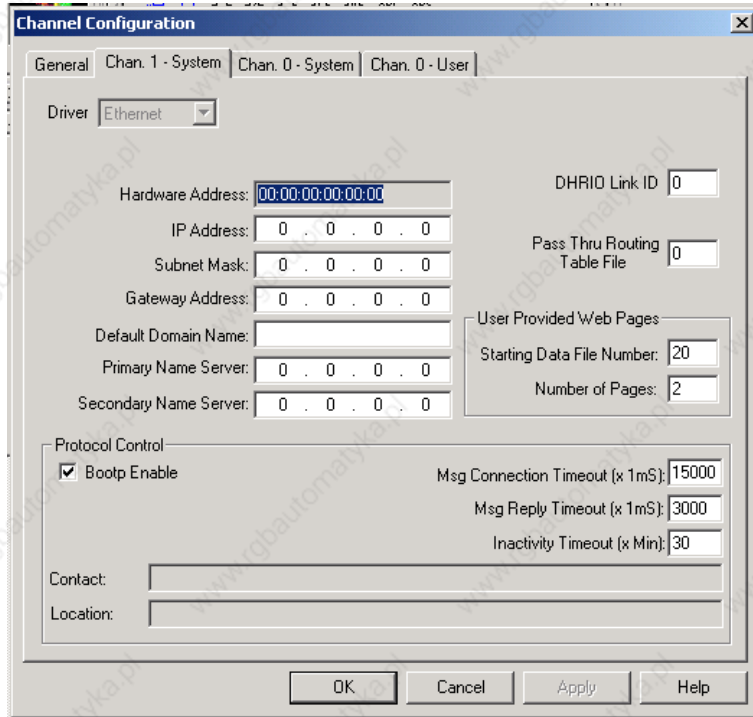 Channel Configuration
General Chan. 1 - System Chan. 0 - System Chan. 0 - User
Driver Ethernet
Hardware Address: 00:00:00:00:00:00
IP Address: 0 . 0 . 0 . 0
Subnet Mask: 0 . 0 . 0 . 0
Gateway Address: 0 . 0 . 0 . 0
Default Domain Name:
Primary Name Server: 0 . 0 . 0 . 0
Secondary Name Server: 0 . 0 . 0 . 0
DHRIO Link ID 0
Pass Thru Routing
Table File 0
User Provided Web Pages
Starting Data File Number: 20
Number of Pages: 2
Protocol Control
Bootp Enable
Msg Connection Timeout (x 1mS): 15000
Msg Reply Timeout (x 1mS): 3000
Inactivity Timeout (x Min): 30
Contact:
Location:
OK Cancel Apply Help
www.rgbautomatyka.pl